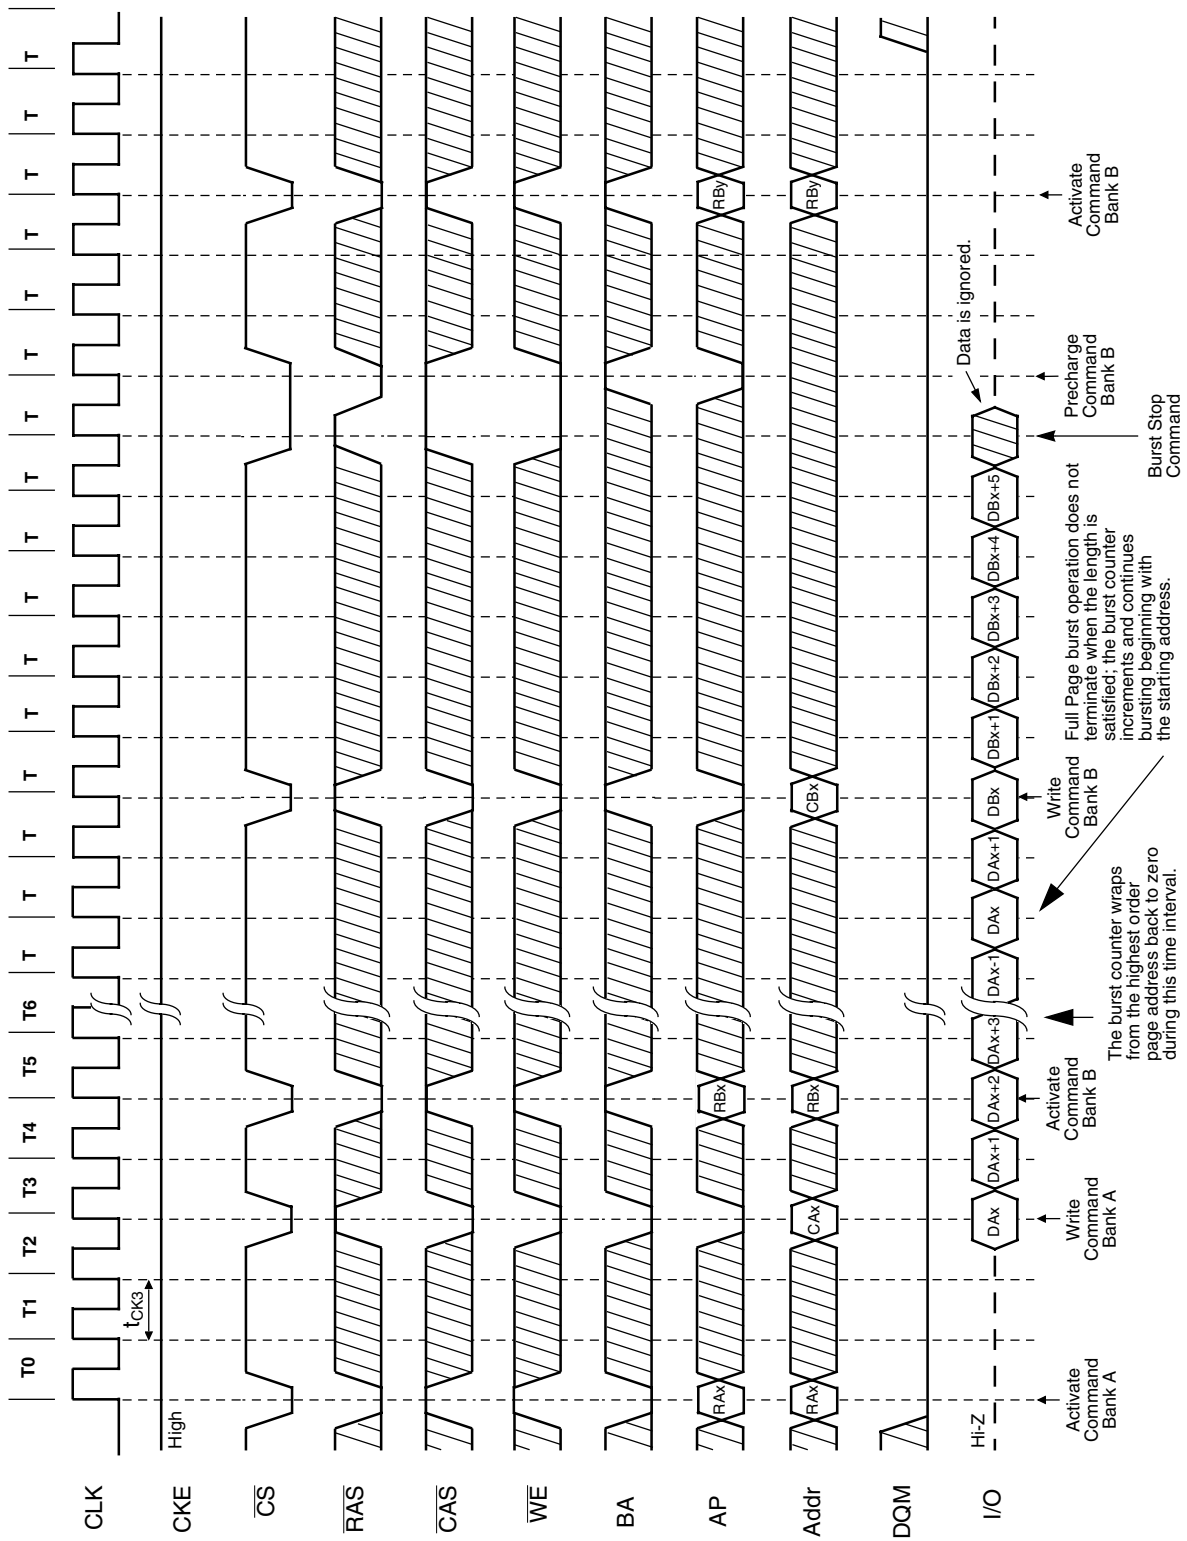 T0 T1 T2 T3 T4 T5 T6 T T T T T T T T T T T T T T T T
CLK
tCK3
CKE
High
CS
RAS
CAS
WE
BA
AP RAx RBx RBy
Addr RAx CAx RBx CBx RBy
DQM
Data is ignored.
Hi-Z
I/O DAx DAx+1 DAx+2 DAx+3 DAx-1 DAx DAx+1 DBx DBx+1 DBx+2 DBx+3 DBx+4 DBx+5
Activate
Command
Bank A
Write
Command
Bank A
Activate
Command
Bank B
The burst counter wraps
from the highest order
page address back to zero
during this time interval.
Write
Command
Bank B
Full Page burst operation does not
terminate when the length is
satisfied; the burst counter
increments and continues
bursting beginning with
the starting address.
Burst Stop
Command
Precharge
Command
Bank B
Activate
Command
Bank B